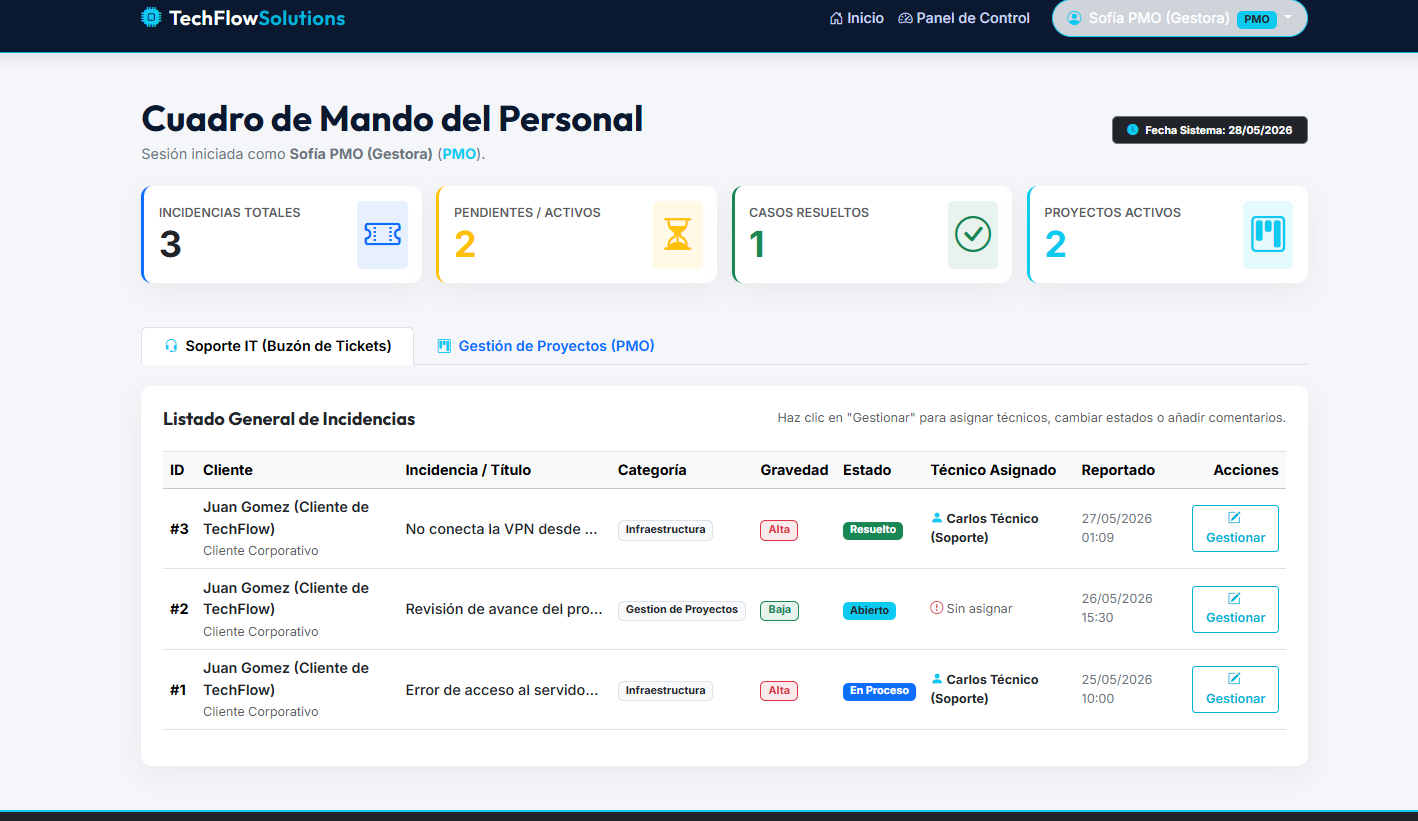 TechFlowSolutions
Inicio
Panel de Control
Sofía PMO (Gestora) PMO
Cuadro de Mando del Personal
Sesión iniciada como Sofía PMO (Gestora) (PMO).
Fecha Sistema: 28/05/2026
INCIDENCIAS TOTALES
3
PENDIENTES / ACTIVOS
2
CASOS RESUELTOS
1
PROYECTOS ACTIVOS
2
Soporte IT (Buzón de Tickets)
Gestión de Proyectos (PMO)
Listado General de Incidencias
Haz clic en "Gestionar" para asignar técnicos, cambiar estados o añadir comentarios.
ID Cliente Incidencia / Título Categoría Gravedad Estado Técnico Asignado Reportado Acciones
#3
Juan Gomez (Cliente de
TechFlow)
Cliente Corporativo
No conecta la VPN desde ...
Infraestructura
Alta
Resuelto
Carlos Técnico
(Soporte)
27/05/2026
01:09
Gestionar
#2
Juan Gomez (Cliente de
TechFlow)
Cliente Corporativo
Revisión de avance del pro...
Gestion de Proyectos
Baja
Abierto
Sin asignar
26/05/2026
15:30
Gestionar
#1
Juan Gomez (Cliente de
TechFlow)
Cliente Corporativo
Error de acceso al servido...
Infraestructura
Alta
En Proceso
Carlos Técnico
(Soporte)
25/05/2026
10:00
Gestionar